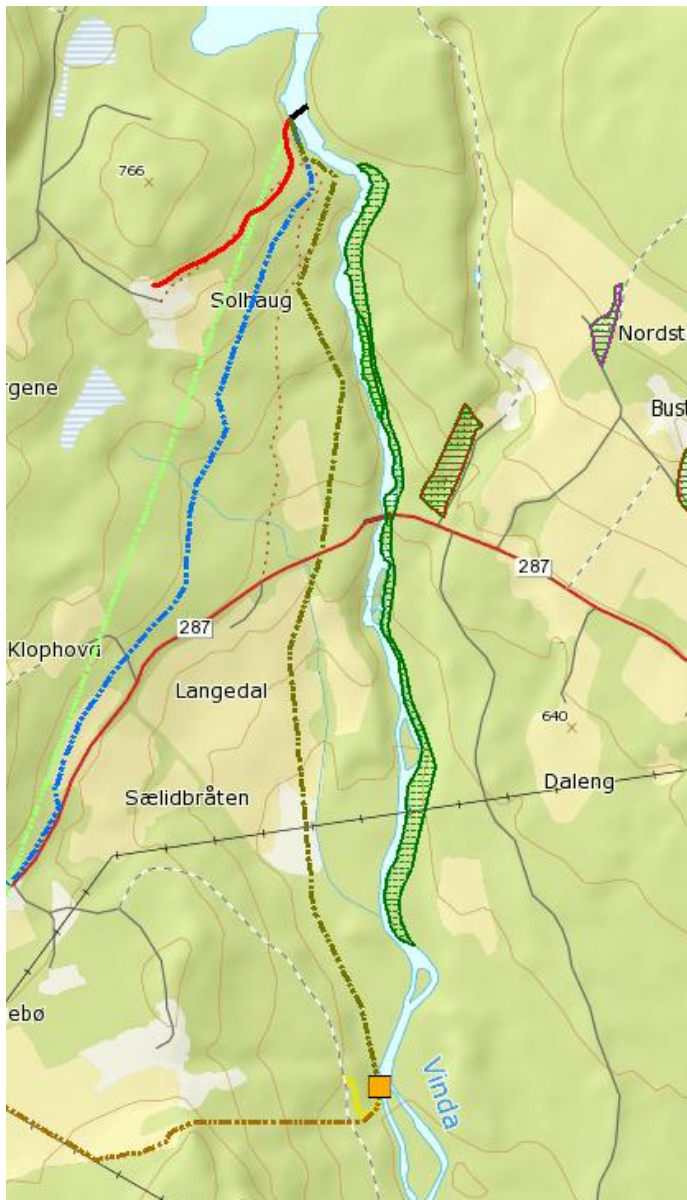 766
Solhaug
Nordst
rgene
Bust
287
287
Klophovd
Langedal
640
Daleng
Sælidbråten
ebø
Vinda